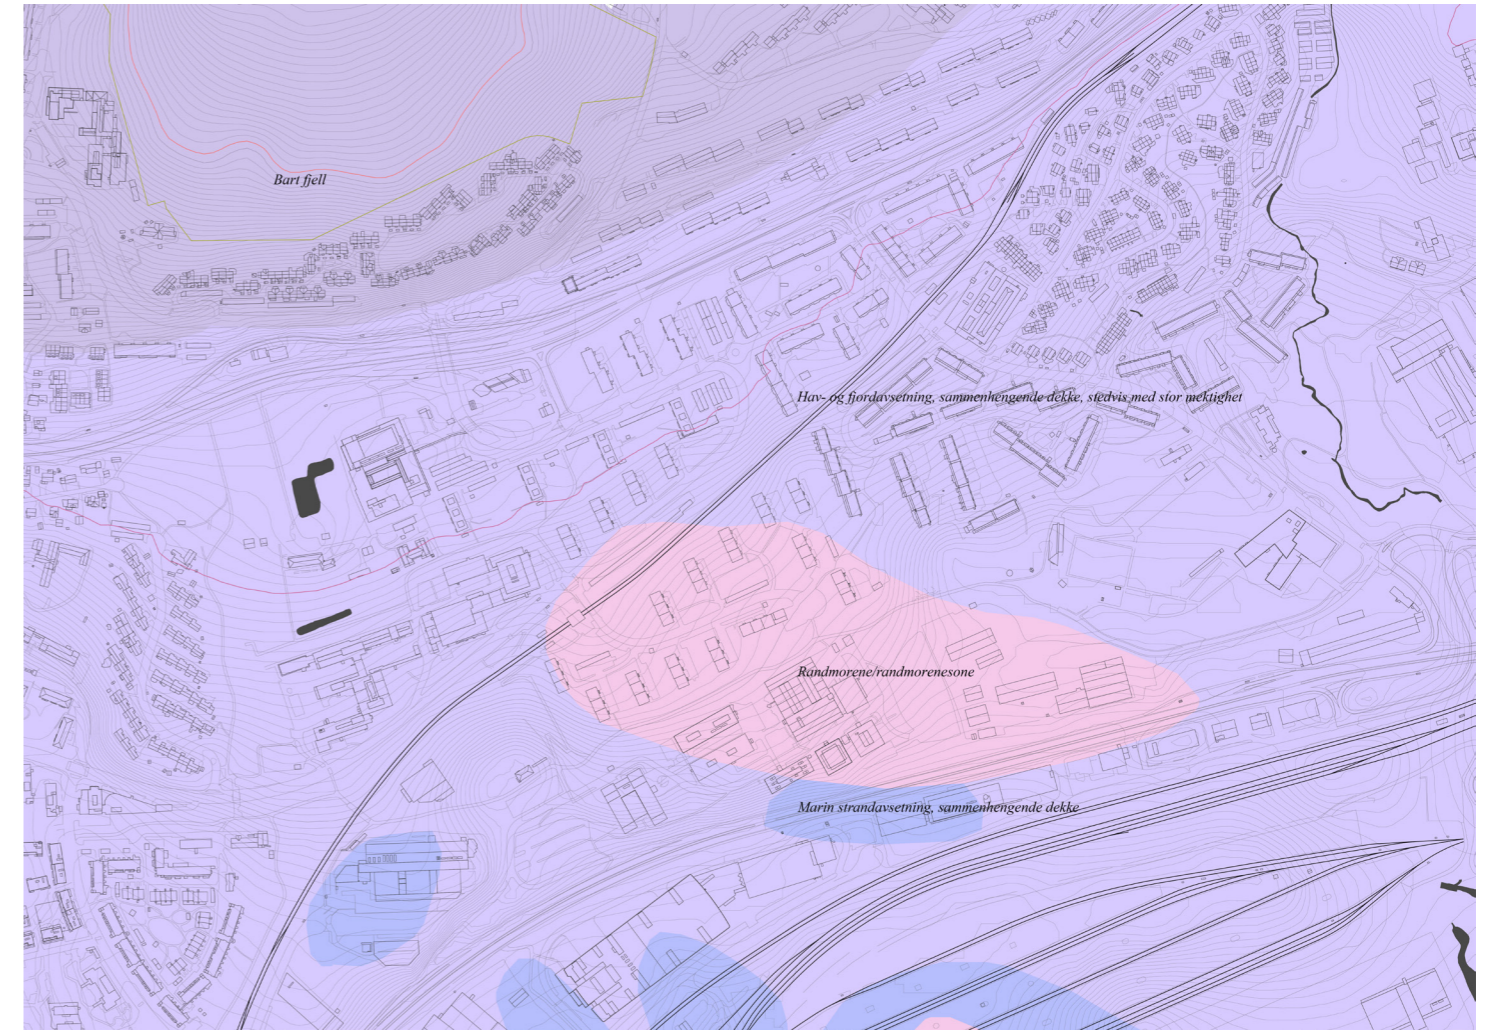 Bart fjell
Hav- og fjordavsetning, sammenhengende dekke, stedvis med stor mektighet
Randmorene/randmorenesone
Marin strandavsetning, sammenhengende dekke